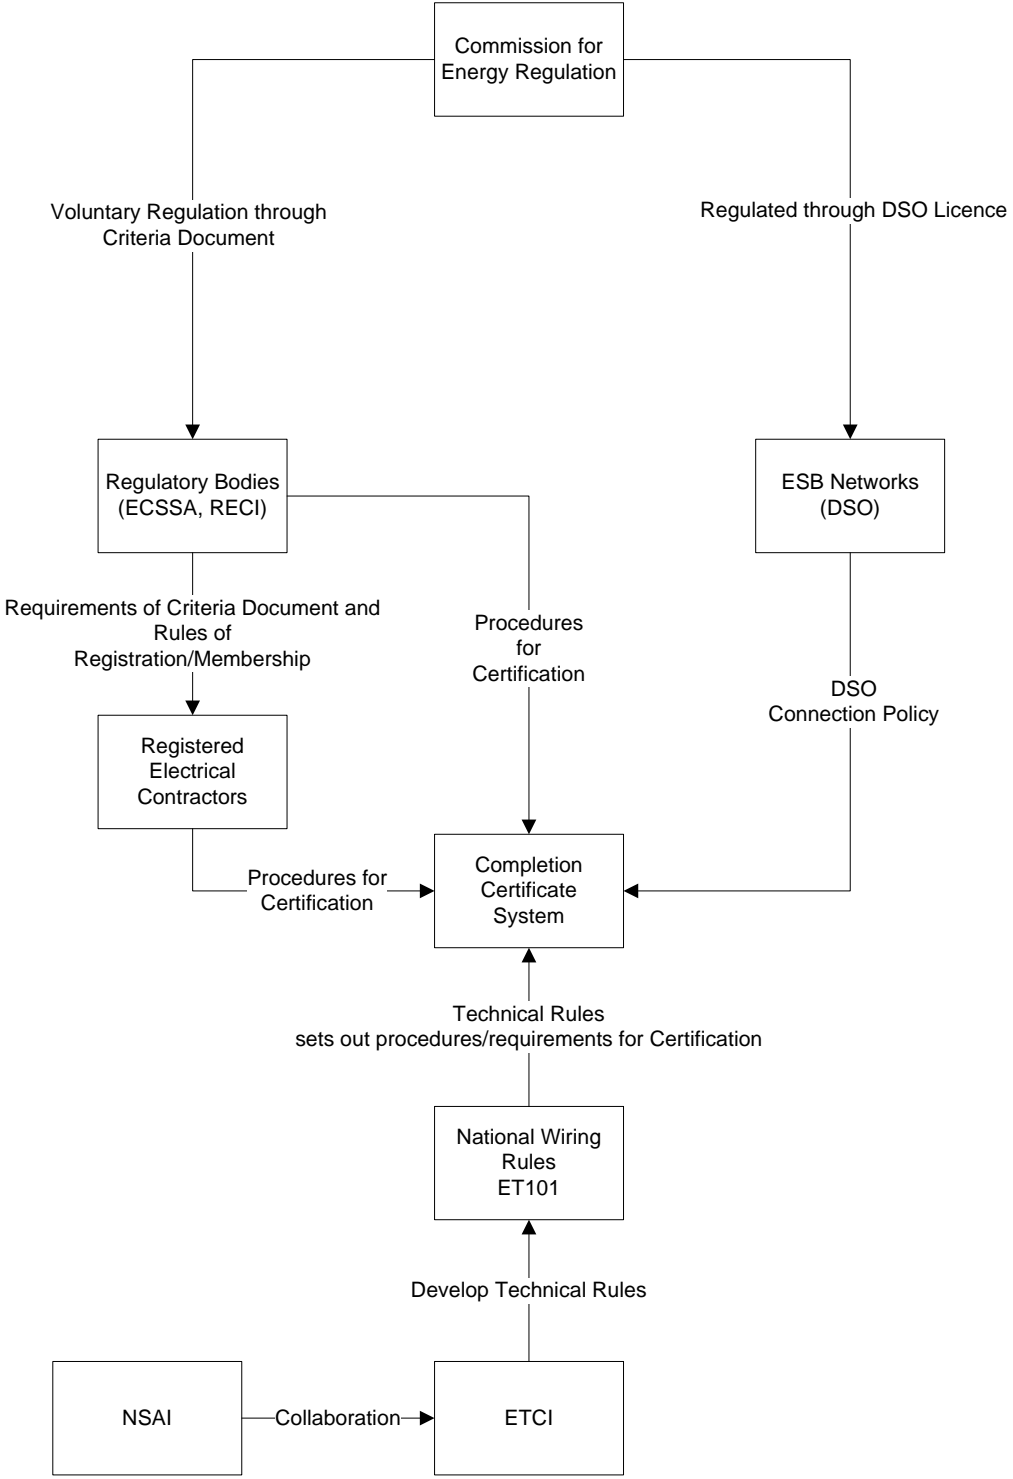 Commission for
Energy Regulation
Voluntary Regulation through
Criteria Document
Regulated through DSO Licence
Regulatory Bodies
(ECSSA, RECI)
ESB Networks
(DSO)
Requirements of Criteria Document and
Rules of
Registration/Membership
Procedures
for
Certification
DSO
Connection Policy
Registered
Electrical
Contractors
Procedures for
Certification
Completion
Certificate
System
Technical Rules
sets out procedures/requirements for Certification
National Wiring
Rules
ET101
Develop Technical Rules
NSAI
Collaboration
ETCI